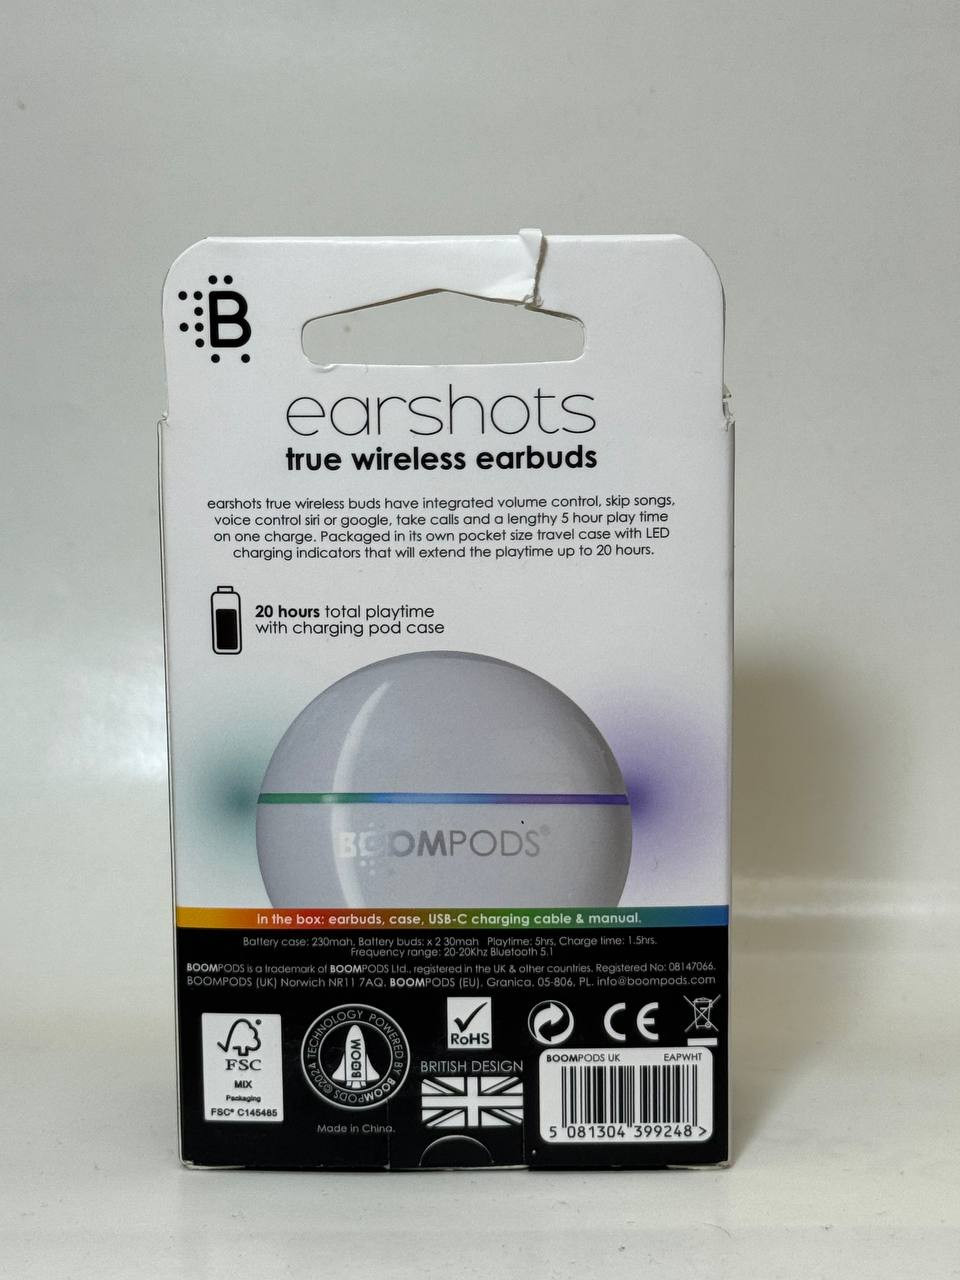 B
earshots
true wireless earbuds
earshots true wireless buds have integrated volume control, skip songs,
voice control siri or google, take calls and a lengthy 5 hour play time
on one charge. Packaged in its own pocket size travel case with LED
charging indicators that will extend the playtime up to 20 hours.
20 hours total playtime
with charging pod case
BOOMPODS®
in the box: earbuds, case, USB-C charging cable & manual.
Battery case: 230mah, Battery buds: x 2 30mah Playtime: 5hrs, Charge time: 1.5hrs.
Frequency range: 20-20Khz Bluetooth 5.1
BOOMPODS is a trademark of BOOMPODS Ltd., registered in the UK & other countries. Registered No: 08147066.
BOOMPODS (UK) Norwich NR11 7AQ. BOOMPODS (EU). Granica. 05-806, PL. info@boompods.com
FSC
MIX
Packaging
FSC® C145485
TECHNOLOGY POWERED BY BOOMPODS©2024
BOOM
Made in China.
RoHS
BRITISH DESIGN
CE
BOOMPODS UK EAPWHT
5 081304 399248 >